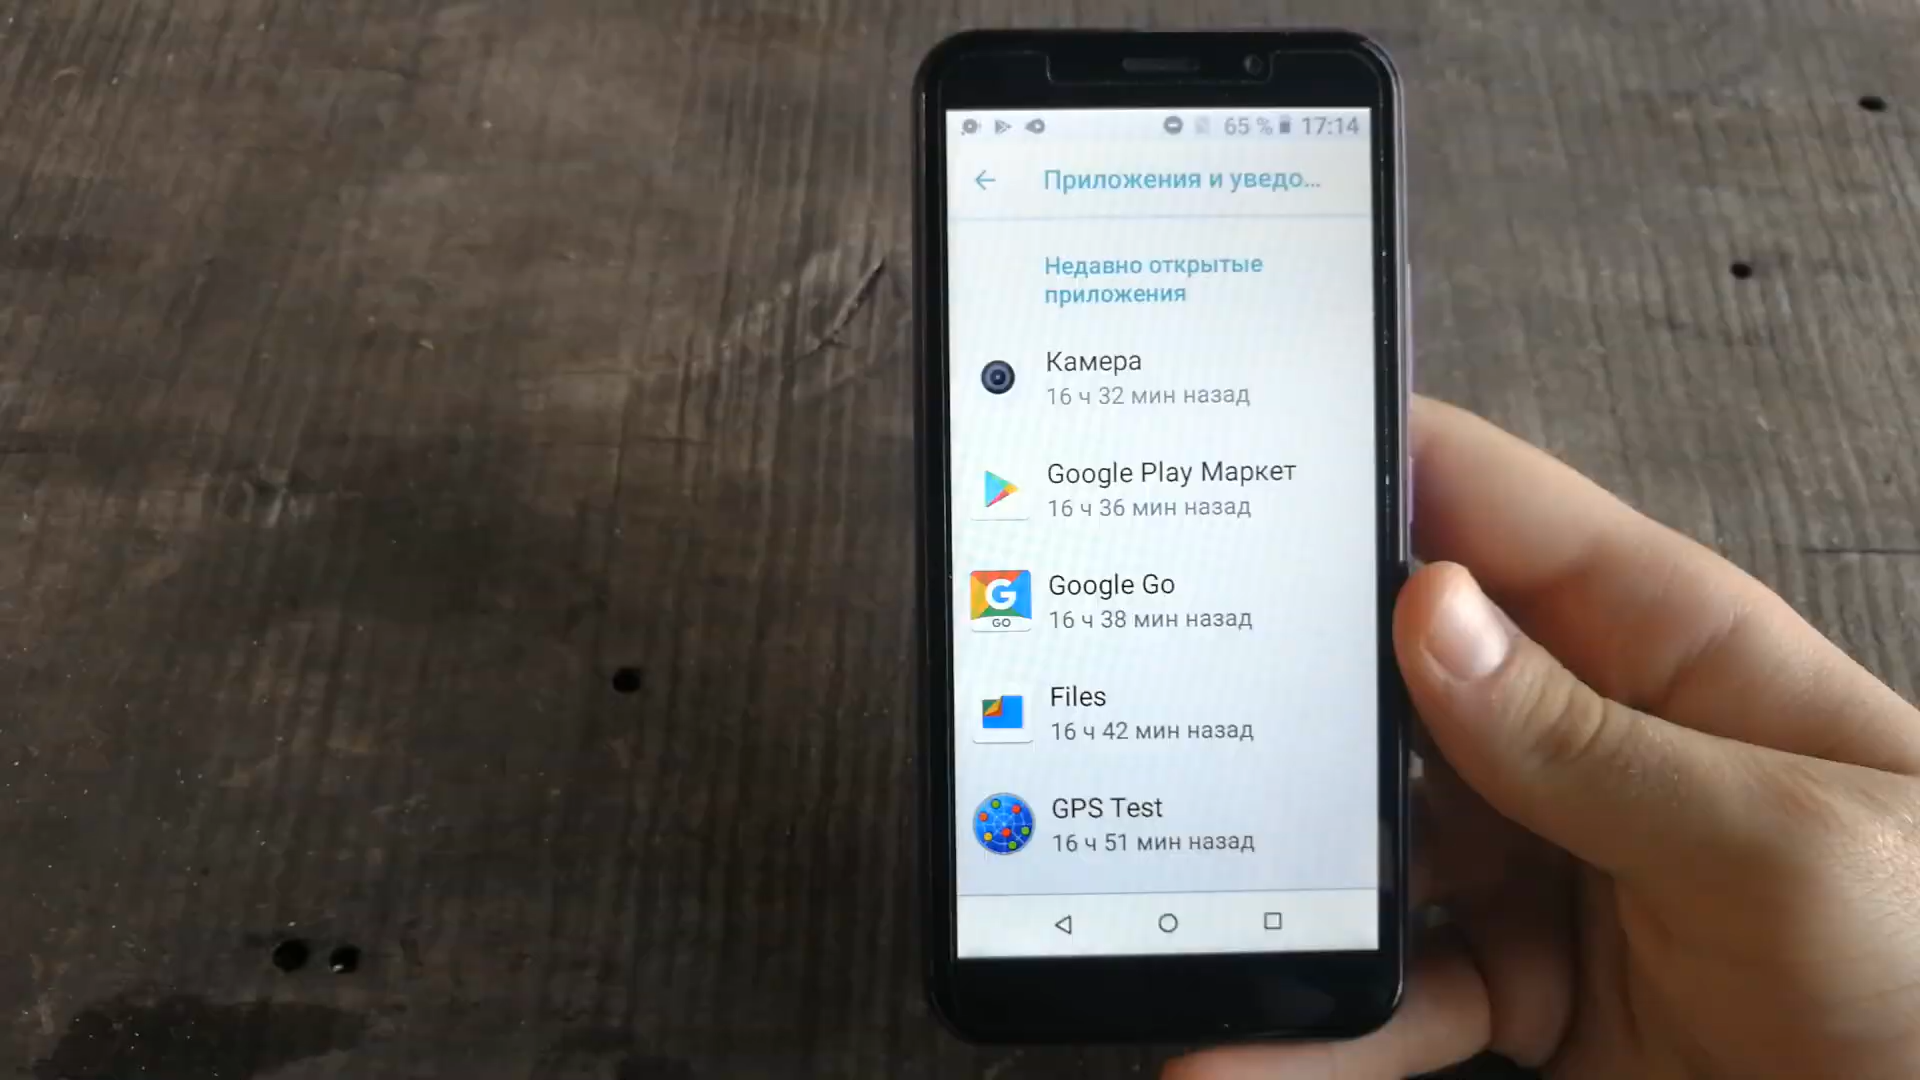 65 % 17:14
Приложения и уведо...
Недавно открытые
приложения
Камера
16 ч 32 мин назад
Google Play Маркет
16 ч 36 мин назад
G
GO
Google Go
16 ч 38 мин назад
Files
16 ч 42 мин назад
GPS Test
16 ч 51 мин назад